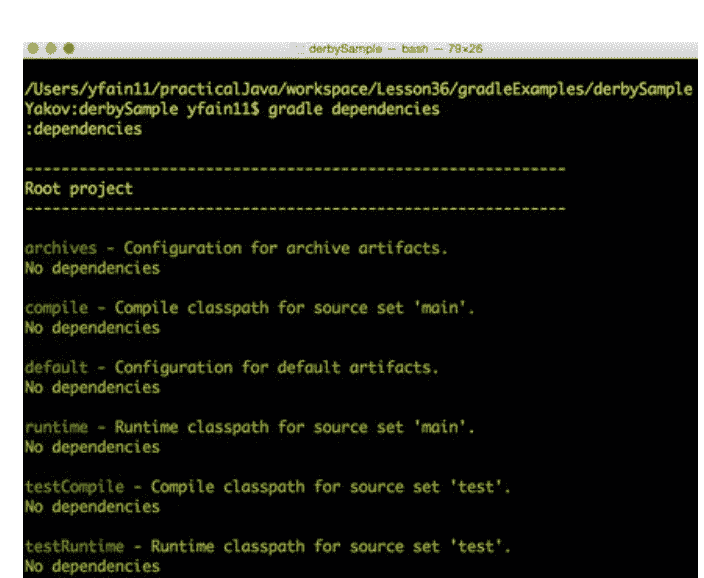 derbySample — bash — 79×26
/Users/yfain11/practicalJava/workspace/Lesson36/gradleExamples/derbySample
Yakov:derbySample yfain11$ gradle dependencies
:dependencies
------------------------------------------------------------
Root project
------------------------------------------------------------
archives - Configuration for archive artifacts.
No dependencies
compile - Compile classpath for source set 'main'.
No dependencies
default - Configuration for default artifacts.
No dependencies
runtime - Runtime classpath for source set 'main'.
No dependencies
testCompile - Compile classpath for source set 'test'.
No dependencies
testRuntime - Runtime classpath for source set 'test'.
No dependencies